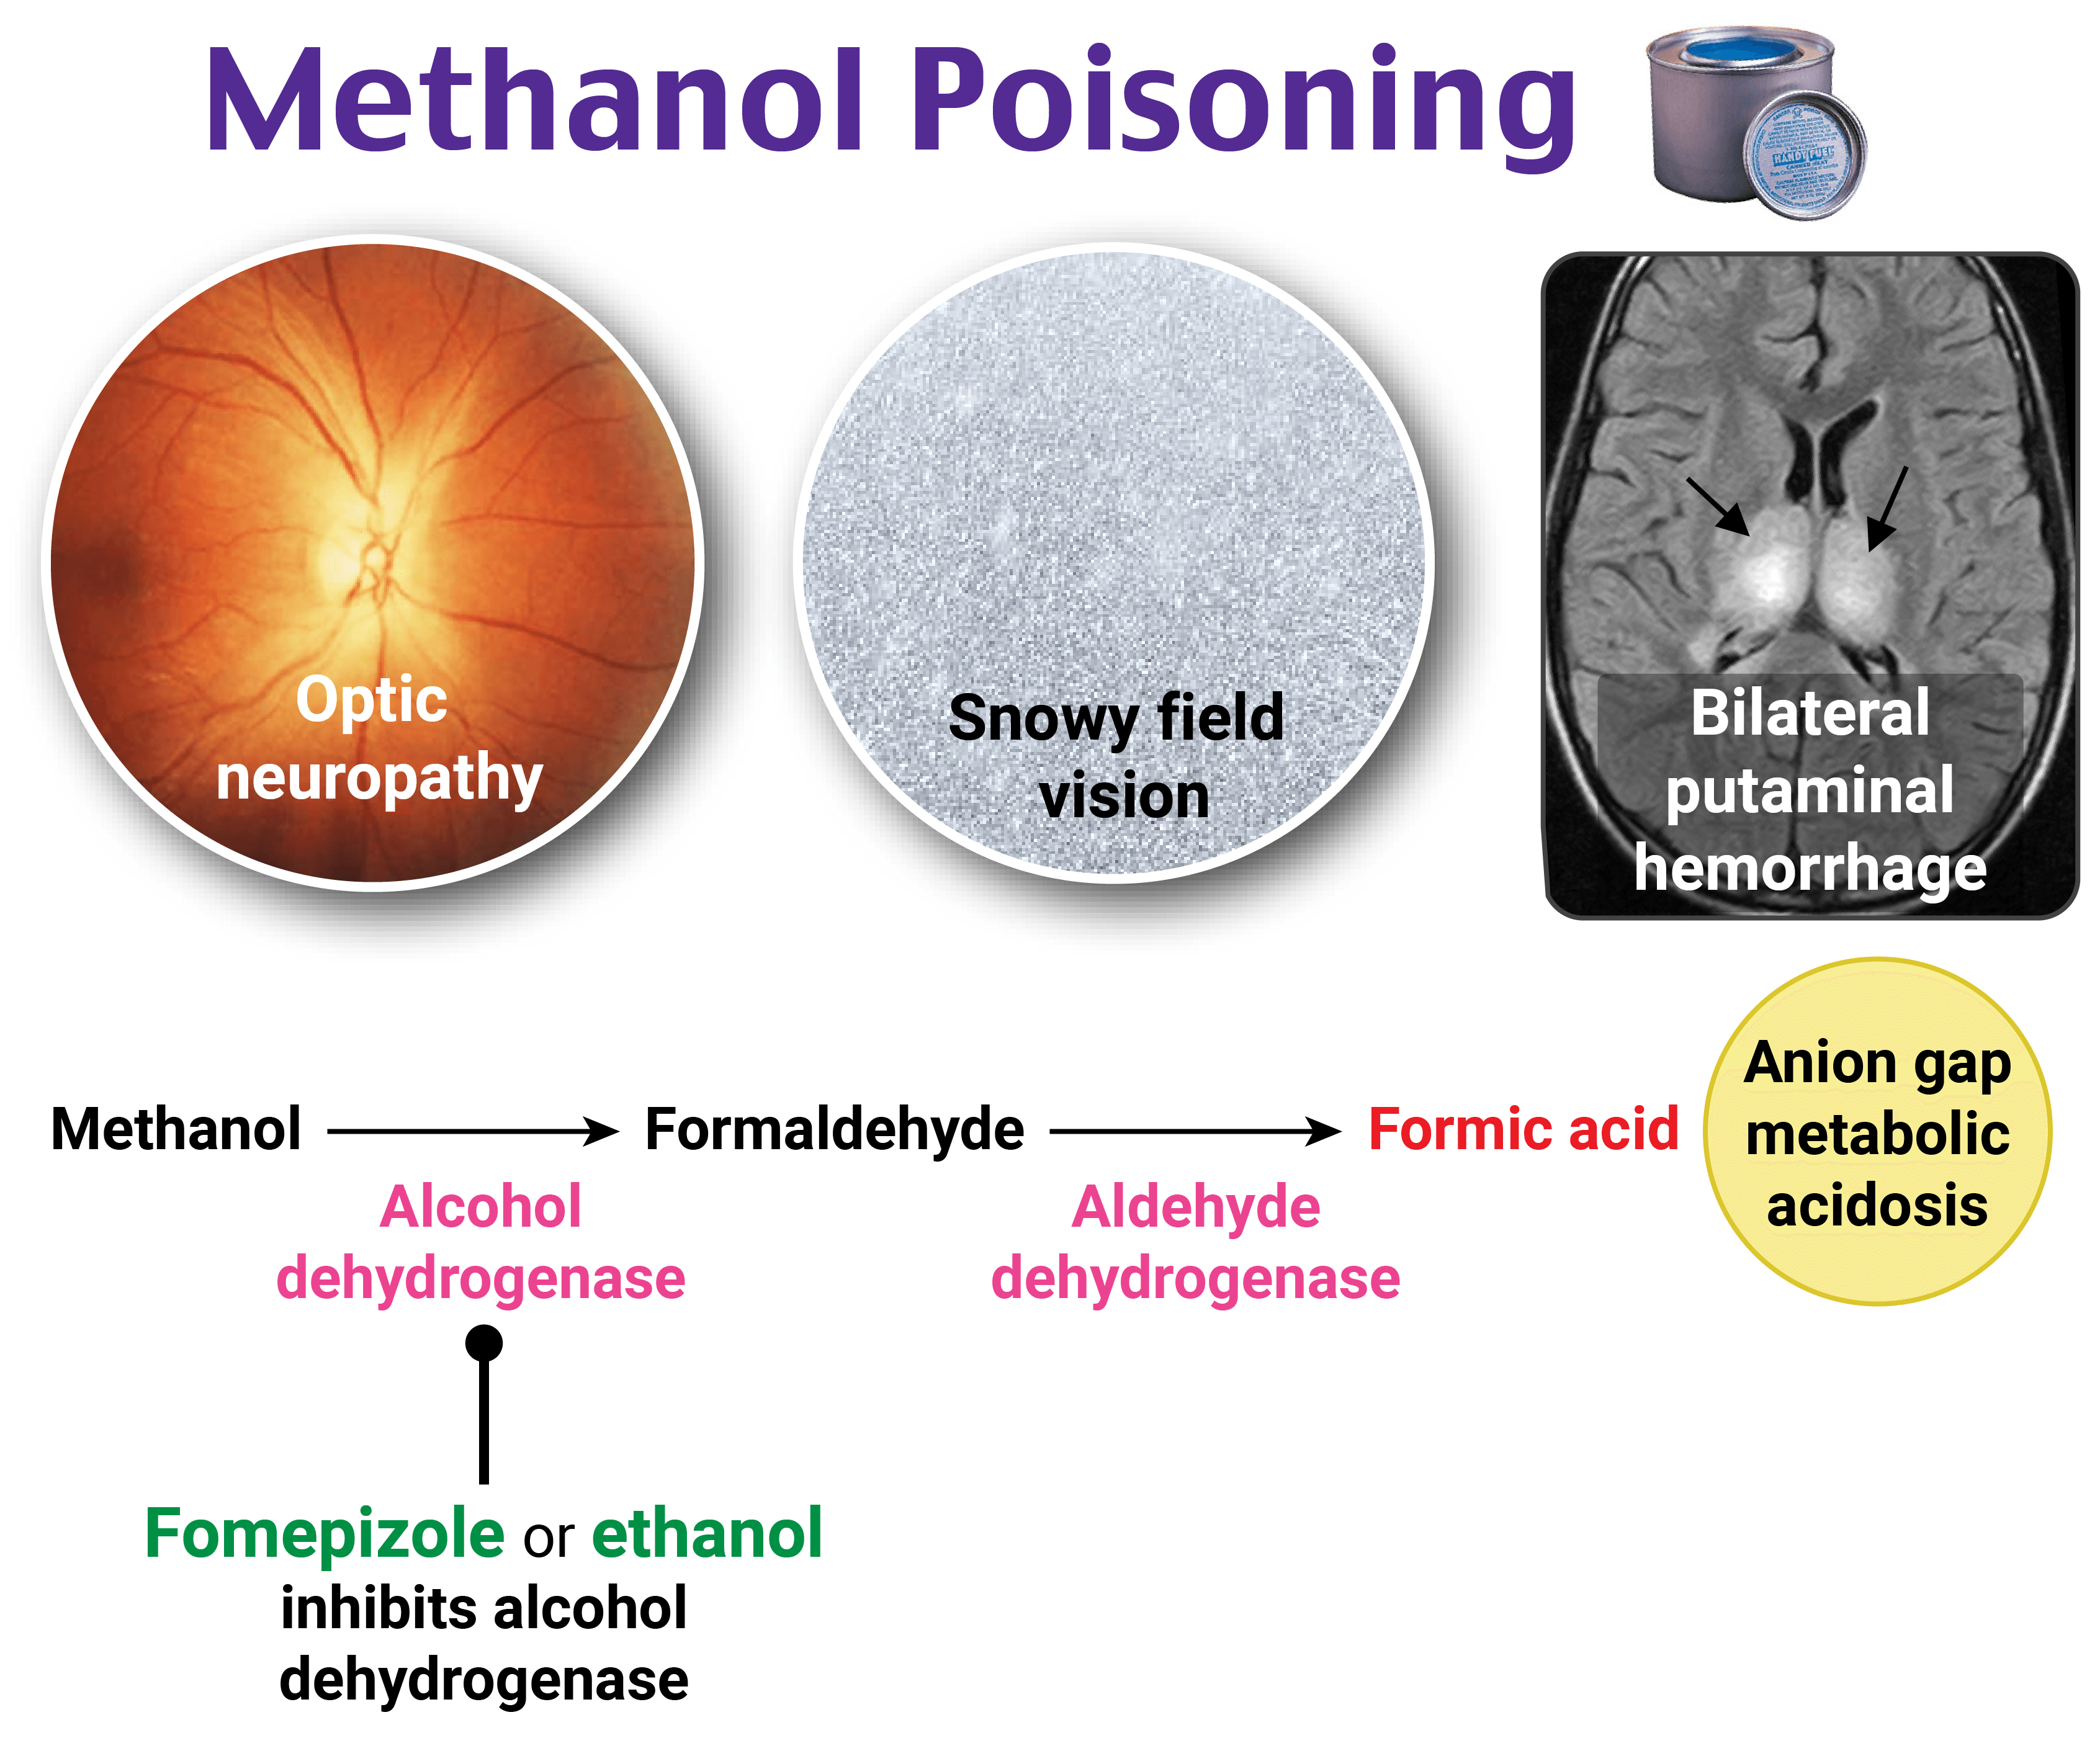 Methanol Poisoning
HANDY FUEL
Optic
neuropathy
Snowy field
vision
Bilateral
putaminal
hemorrhage
Methanol
Formaldehyde
Formic acid
Anion gap
metabolic
acidosis
Alcohol
dehydrogenase
Aldehyde
dehydrogenase
Fomepizole or ethanol
inhibits alcohol
dehydrogenase